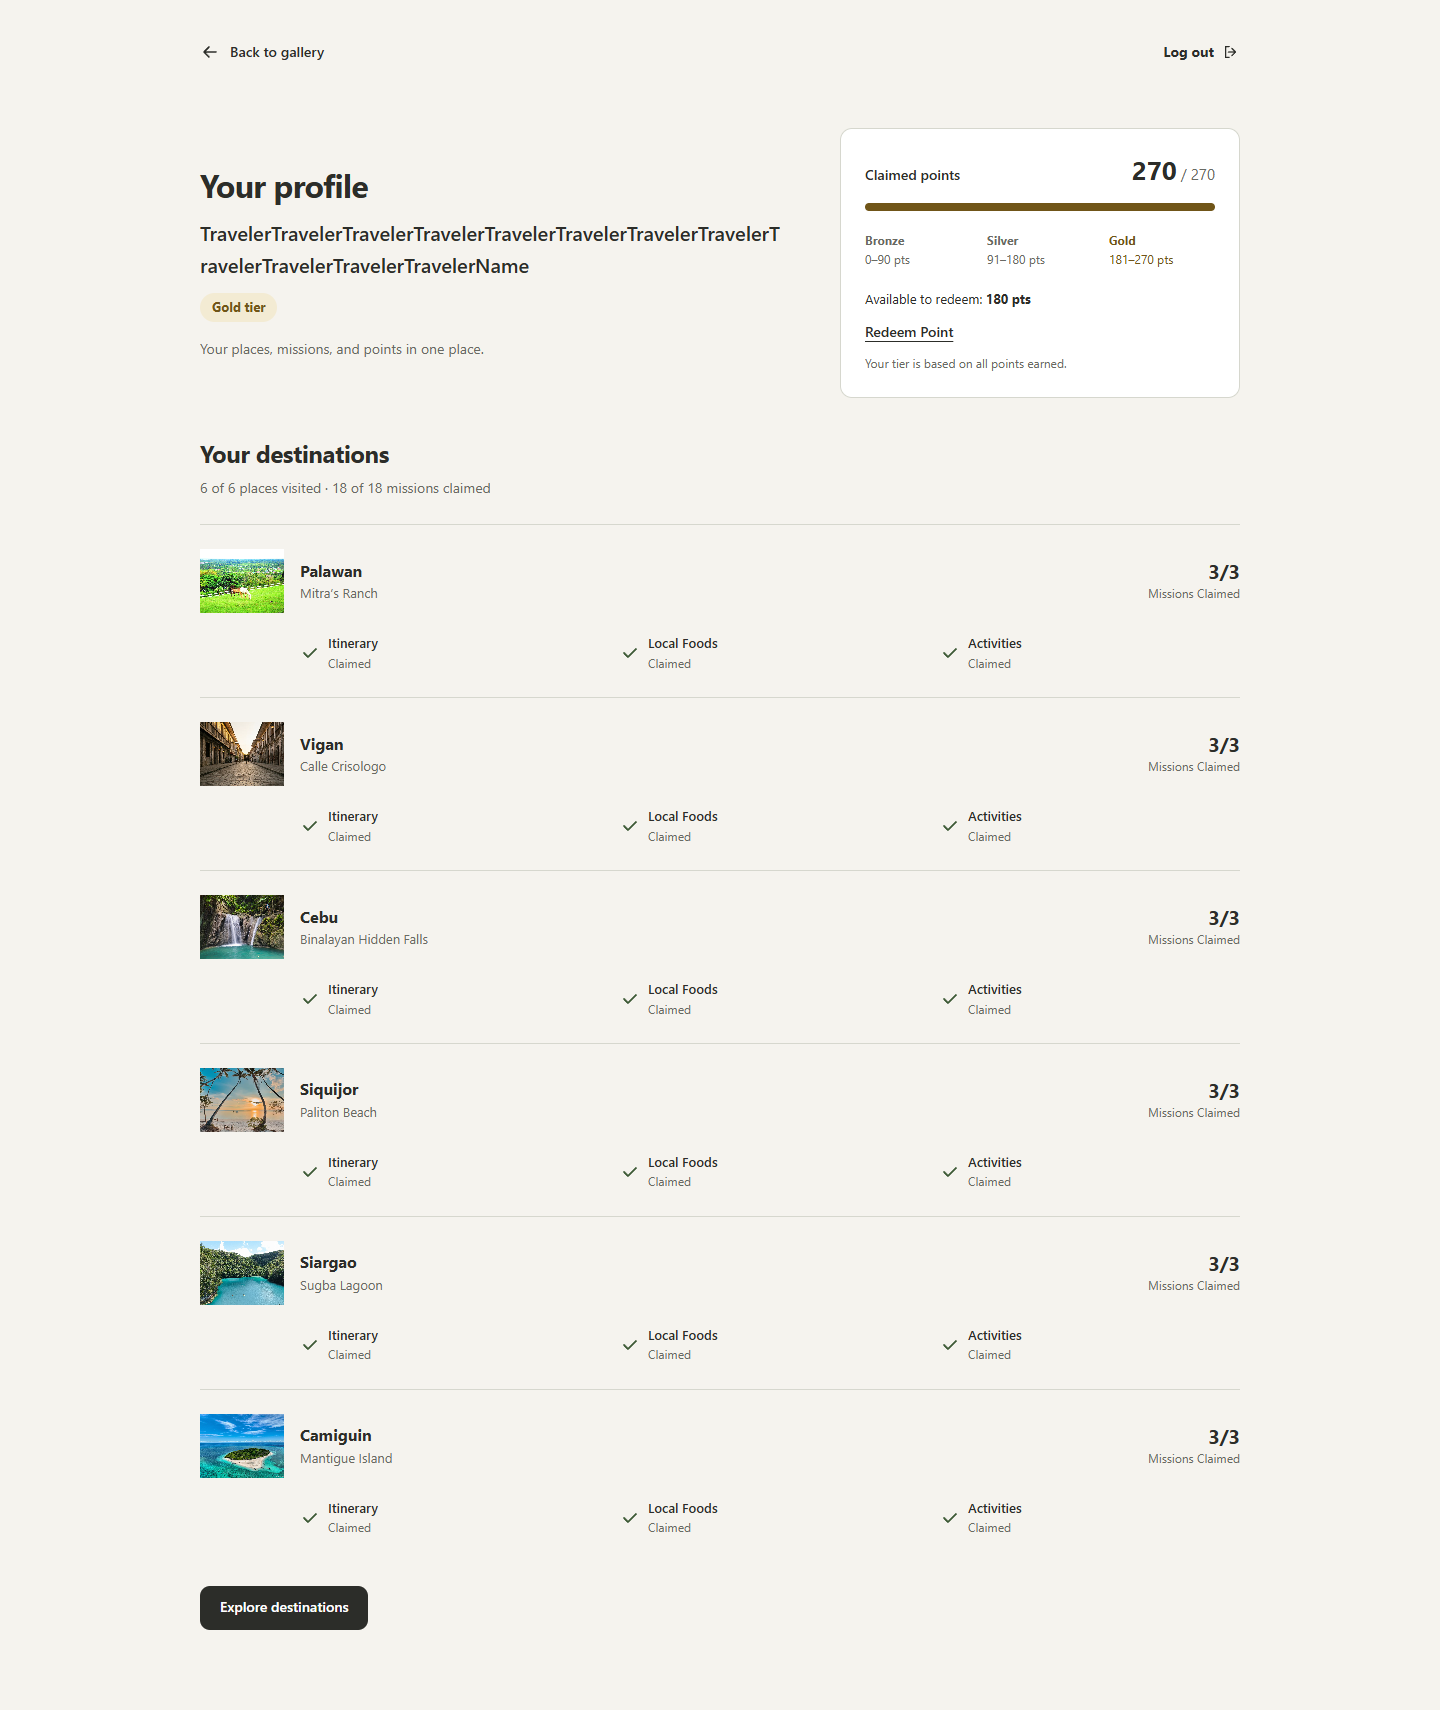 Back to gallery
Log out
Your profile
TravelerTravelerTravelerTravelerTravelerTravelerTravelerTravelerT
ravelerTravelerTravelerTravelerName
Gold tier
Your places, missions, and points in one place.
Claimed points
270 / 270
Bronze
0–90 pts
Silver
91–180 pts
Gold
181–270 pts
Available to redeem: 180 pts
Redeem Point
Your tier is based on all points earned.
Your destinations
6 of 6 places visited · 18 of 18 missions claimed
Palawan
Mitra's Ranch
3/3
Missions Claimed
Itinerary
Claimed
Local Foods
Claimed
Activities
Claimed
Vigan
Calle Crisologo
3/3
Missions Claimed
Itinerary
Claimed
Local Foods
Claimed
Activities
Claimed
Cebu
Binalayan Hidden Falls
3/3
Missions Claimed
Itinerary
Claimed
Local Foods
Claimed
Activities
Claimed
Siquijor
Paliton Beach
3/3
Missions Claimed
Itinerary
Claimed
Local Foods
Claimed
Activities
Claimed
Siargao
Sugba Lagoon
3/3
Missions Claimed
Itinerary
Claimed
Local Foods
Claimed
Activities
Claimed
Camiguin
Mantigue Island
3/3
Missions Claimed
Itinerary
Claimed
Local Foods
Claimed
Activities
Claimed
Explore destinations